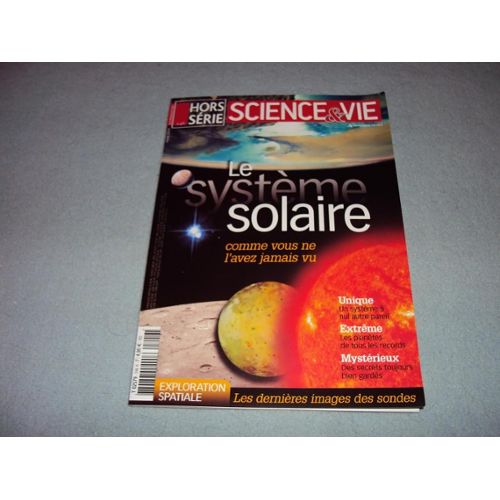 HORS
SÉRIE
SCIENCE&VIE
Le
système
solaire
comme vous ne
l'avez jamais vu
Unique
Un système à
nul autre pareil
Extrême
Les planètes
de tous les records
Mystérieux
Des secrets toujours
bien gardés
EXPLORATION
SPATIALE
Les dernières images des sondes